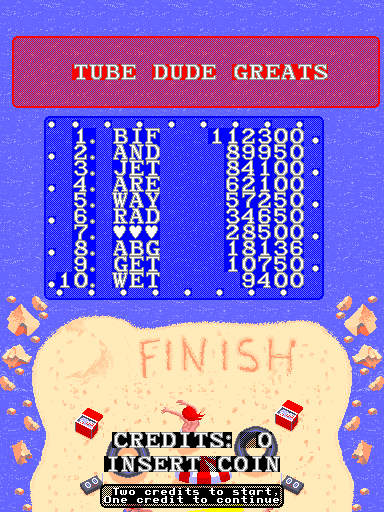 TUBE DUDE GREATS
1. BIF 112300
2. AND 89950
3. JET 84100
4. ARE 62100
5. WAY 57250
6. RAD 34650
7. ♥♥♥ 28500
8. ABG 18136
9. GET 10750
10. WET 9400
FINISH
CREDITS: 0
INSERT COIN
Two credits to start,
One credit to continue